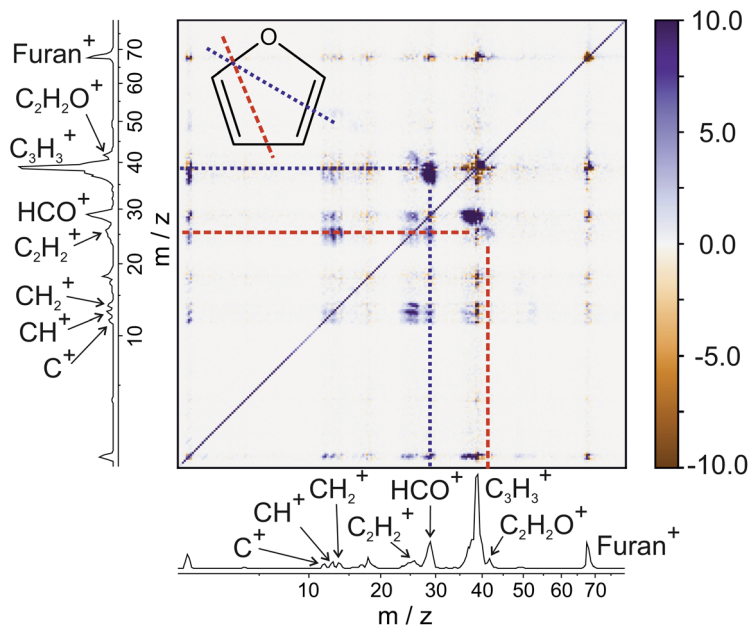 Furan⁺
C₂H₂O⁺
C₃H₃⁺
HCO⁺
C₂H₂⁺
CH₂⁺
CH⁺
C⁺
70
60
50
40
30
20
10
m / z
O
10.0
5.0
0.0
-5.0
-10.0
C⁺
CH⁺
CH₂⁺
C₂H₂⁺
HCO⁺
C₃H₃⁺
C₂H₂O⁺
Furan⁺
10 20 30 40 50 60 70
m / z